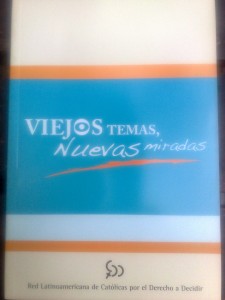 VIEJOS TEMAS,
Nuevas miradas
Red Latinoamericana de Católicas por el Derecho a Decidir